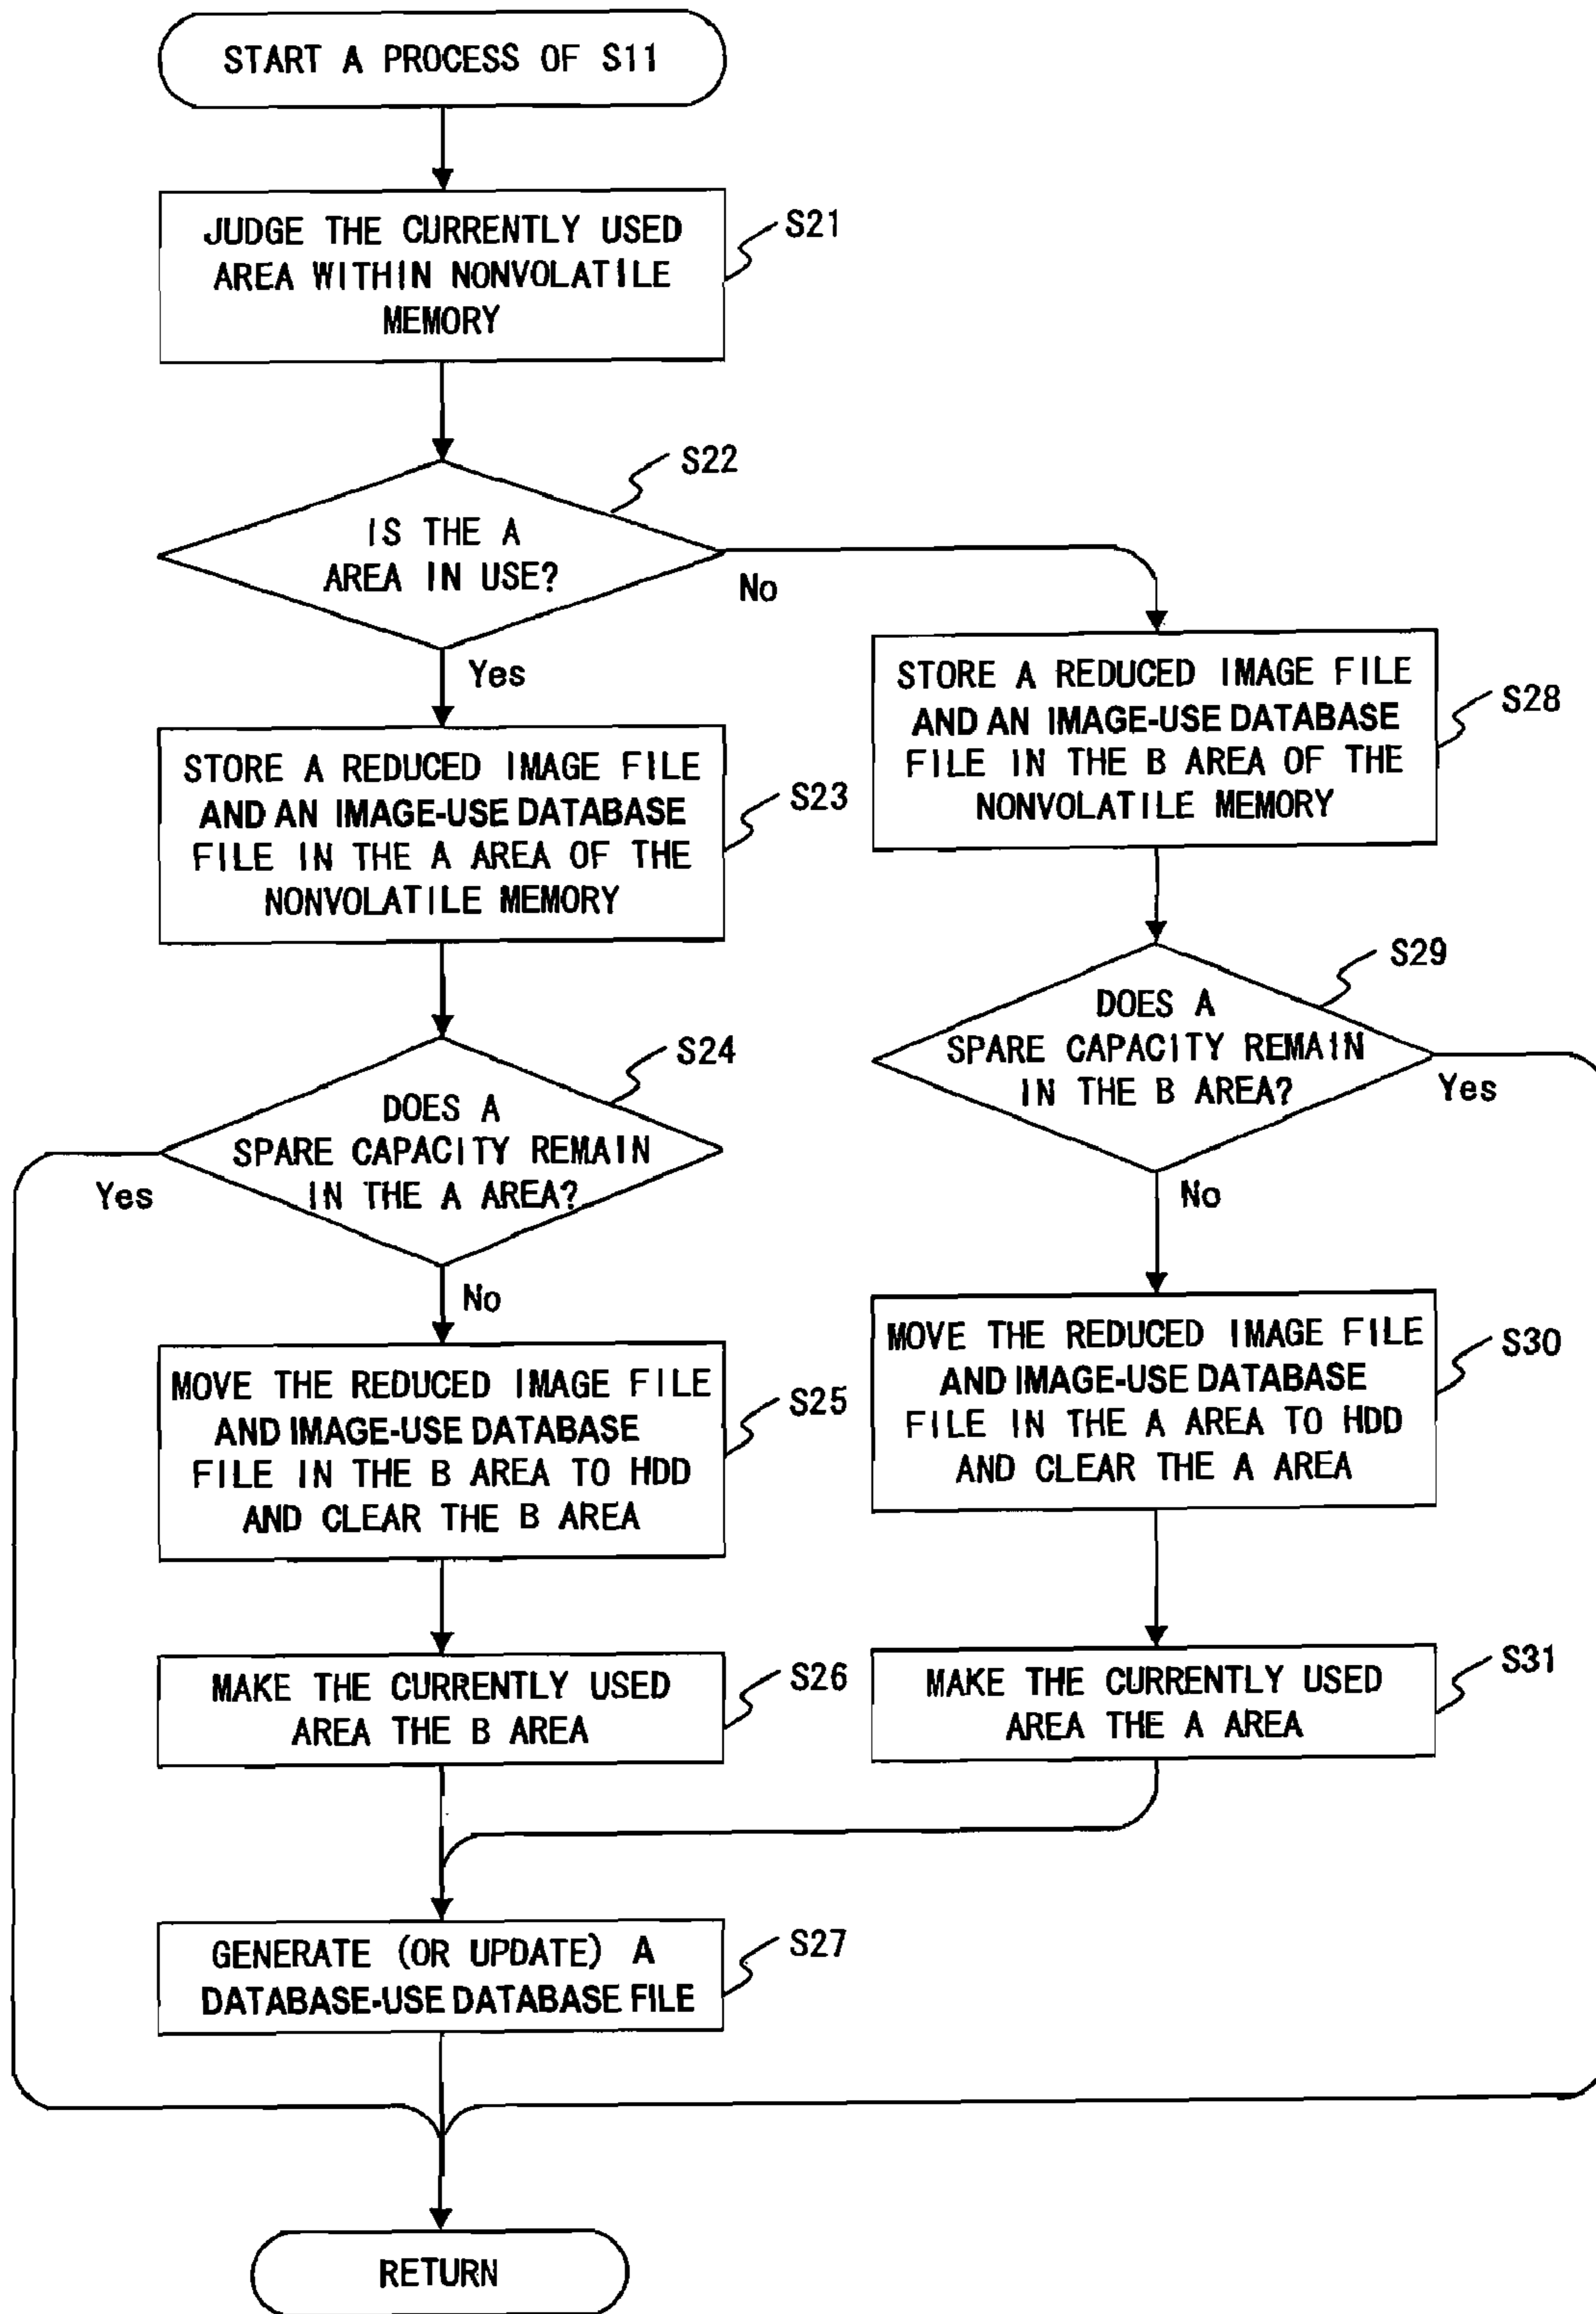 START A PROCESS OF S11
JUDGE THE CURRENTLY USED
AREA WITHIN NONVOLATILE
MEMORY
S21
IS THE A
AREA IN USE?
S22
No
Yes
STORE A REDUCED IMAGE FILE
AND AN IMAGE-USE DATABASE
FILE IN THE A AREA OF THE
NONVOLATILE MEMORY
S23
DOES A
SPARE CAPACITY REMAIN
IN THE A AREA?
S24
Yes
No
MOVE THE REDUCED IMAGE FILE
AND IMAGE-USE DATABASE
FILE IN THE B AREA TO HDD
AND CLEAR THE B AREA
S25
MAKE THE CURRENTLY USED
AREA THE B AREA
S26
STORE A REDUCED IMAGE FILE
AND AN IMAGE-USE DATABASE
FILE IN THE B AREA OF THE
NONVOLATILE MEMORY
S28
DOES A
SPARE CAPACITY REMAIN
IN THE B AREA?
S29
Yes
No
MOVE THE REDUCED IMAGE FILE
AND IMAGE-USE DATABASE
FILE IN THE A AREA TO HDD
AND CLEAR THE A AREA
S30
MAKE THE CURRENTLY USED
AREA THE A AREA
S31
GENERATE (OR UPDATE) A
DATABASE-USE DATABASE FILE
S27
RETURN